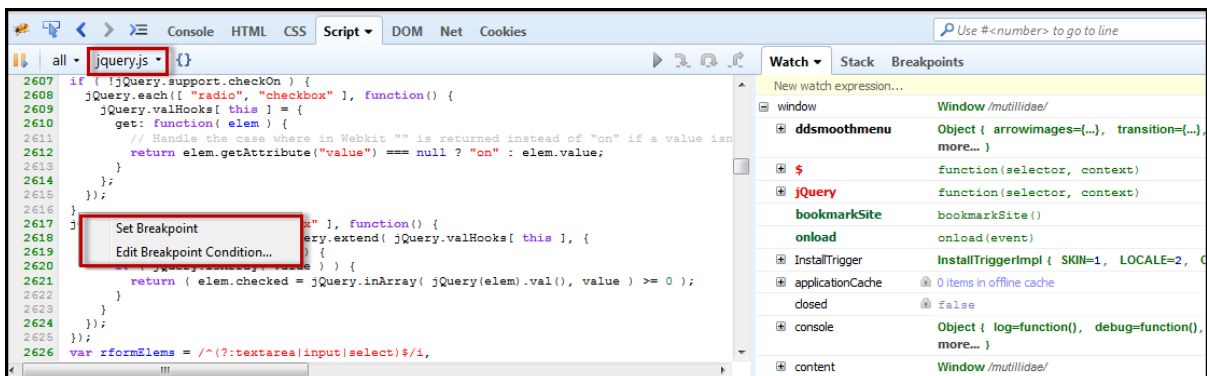 Console HTML CSS Script DOM Net Cookies
Use #<number> to go to line
all jquery.js {}
Watch Stack Breakpoints
2607 if ( !jQuery.support.checkOn ) {
2608 jQuery.each([ "radio", "checkbox" ], function() {
2609 jQuery.valHooks[ this ] = {
2610 get: function( elem ) {
2611 // Handle the case where in Webkit "" is returned instead of "on" if a value isn
2612 return elem.getAttribute("value") === null ? "on" : elem.value;
2613 }
2614 };
2615 });
2616 }
2617 j x" ], function() {
2618 ery.extend( jQuery.valHooks[ this ], {
2619 ) {
2620 if ( jQuery.isArray( value ) ) {
2621 return ( elem.checked = jQuery.inArray( jQuery(elem).val(), value ) >= 0 );
2622 }
2623 }
2624 });
2625 });
2626 var rformElems = /^(?:textarea|input|select)$/i,
Set Breakpoint
Edit Breakpoint Condition...
New watch expression...
window Window /mutillidae/
ddsmoothmenu Object { arrowimages={...}, transition={...},
more... }
$ function(selector, context)
jQuery function(selector, context)
bookmarkSite bookmarkSite()
onload onload(event)
InstallTrigger InstallTriggerImpl { SKIN=1, LOCALE=2,
applicationCache 0 items in offline cache
closed false
console Object { log=function(), debug=function(),
more... }
content Window /mutillidae/